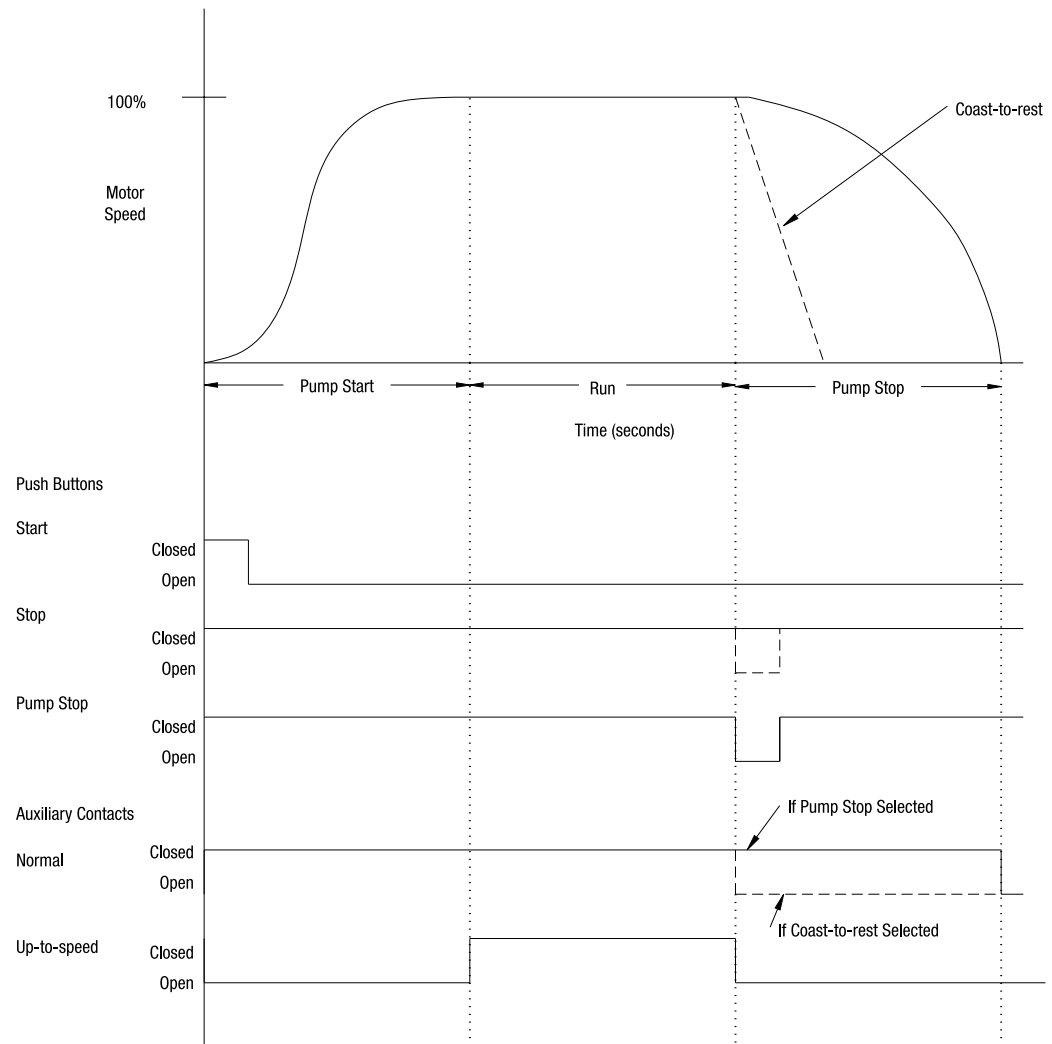 100%
Coast-to-rest
Motor
Speed
Pump Start
Run
Pump Stop
Time (seconds)
Push Buttons
Start
Closed
Open
Stop
Closed
Open
Pump Stop
Closed
Open
Auxiliary Contacts
If Pump Stop Selected
Normal
Closed
Open
If Coast-to-rest Selected
Up-to-speed
Closed
Open